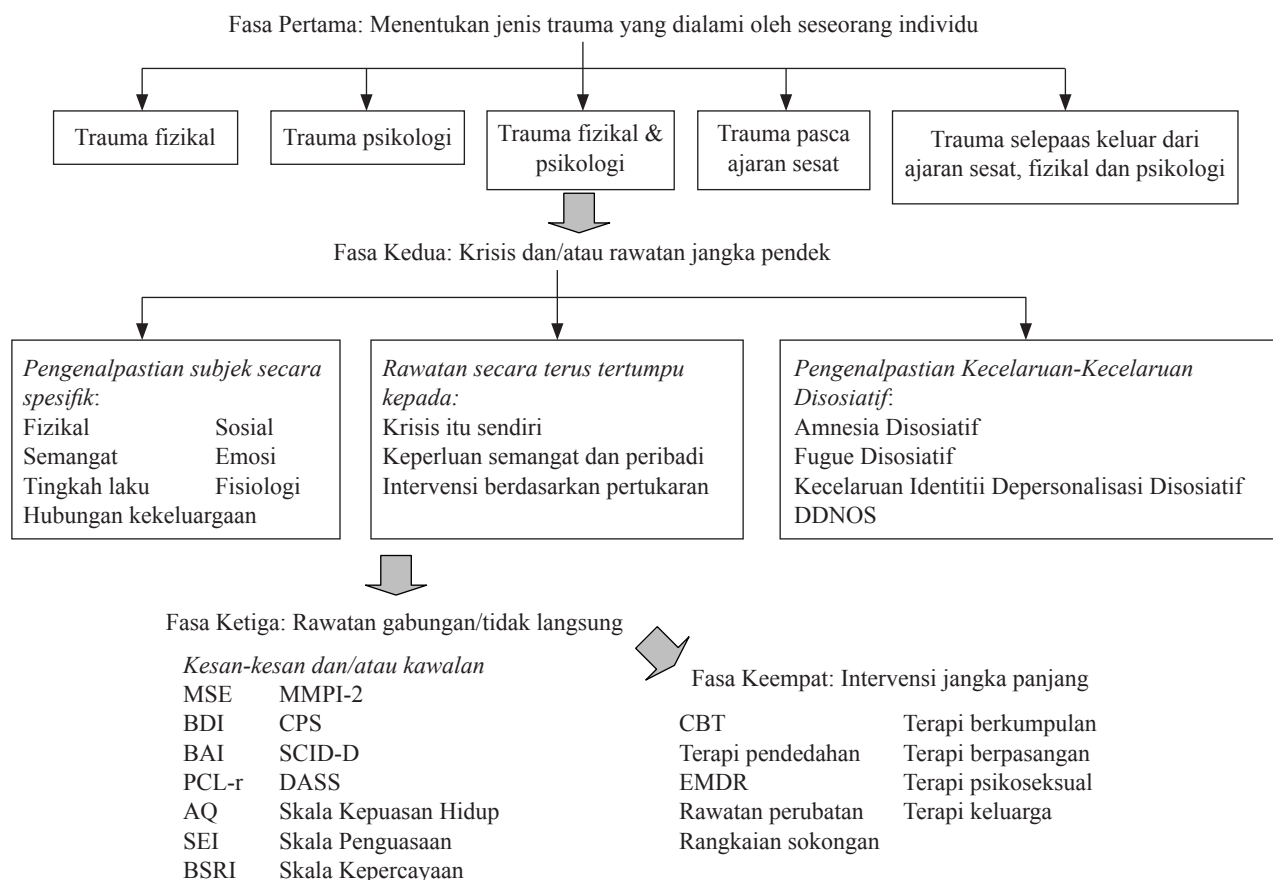 Fasa Pertama: Menentukan jenis trauma yang dialami oleh seseorang individu
Trauma fizikal
Trauma psikologi
Trauma fizikal &
psikologi
Trauma pasca
ajaran sesat
Trauma selepaas keluar dari
ajaran sesat, fizikal dan psikologi
Fasa Kedua: Krisis dan/atau rawatan jangka pendek
Pengenalpastian subjek secara
spesifik:
Fizikal Sosial
Semangat Emosi
Tingkah laku Fisiologi
Hubungan kekeluargaan
Rawatan secara terus tertumpu
kepada:
Krisis itu sendiri
Keperluan semangat dan peribadi
Intervensi berdasarkan pertukaran
Pengenalpastian Kecelaruan-Kecelaruan
Disosiatif:
Amnesia Disosiatif
Fugue Disosiatif
Kecelaruan Identitii Depersonalisasi Disosiatif
DDNOS
Fasa Ketiga: Rawatan gabungan/tidak langsung
Kesan-kesan dan/atau kawalan
MSE MMPI-2
BDI CPS
BAI SCID-D
PCL-r DASS
AQ Skala Kepuasan Hidup
SEI Skala Penguasaan
BSRI Skala Kepercayaan
Fasa Keempat: Intervensi jangka panjang
CBT Terapi berkumpulan
Terapi pendedahan Terapi berpasangan
EMDR Terapi psikoseksual
Rawatan perubatan Terapi keluarga
Rangkaian sokongan